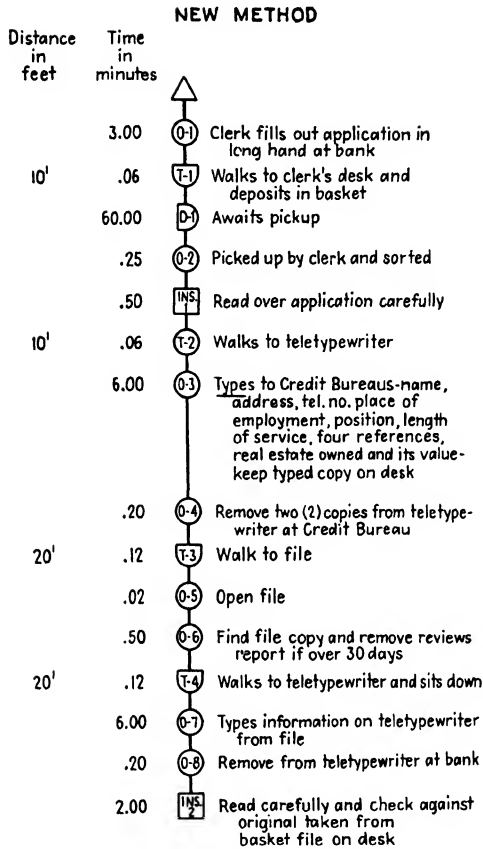 NEW METHOD
Distance in feet
Time in minutes
3.00 O-1 Clerk fills out application in
long hand at bank
10' .06 T-1 Walks to clerk's desk and
deposits in basket
60.00 D-1 Awaits pickup
.25 O-2 Picked up by clerk and sorted
.50 INS. 1 Read over application carefully
10' .06 T-2 Walks to teletypewriter
6.00 O-3 Types to Credit Bureaus-name,
address, tel. no. place of
employment, position, length
of service, four references,
real estate owned and its value-
keep typed copy on desk
.20 O-4 Remove two (2) copies from teletype-
writer at Credit Bureau
20' .12 T-3 Walk to file
.02 O-5 Open file
.50 O-6 Find file copy and remove reviews
report if over 30 days
20' .12 T-4 Walks to teletypewriter and sits down
6.00 O-7 Types information on teletypewriter
from file
.20 O-8 Remove from teletypewriter at bank
2.00 INS. 2 Read carefully and check against
original taken from
basket file on desk